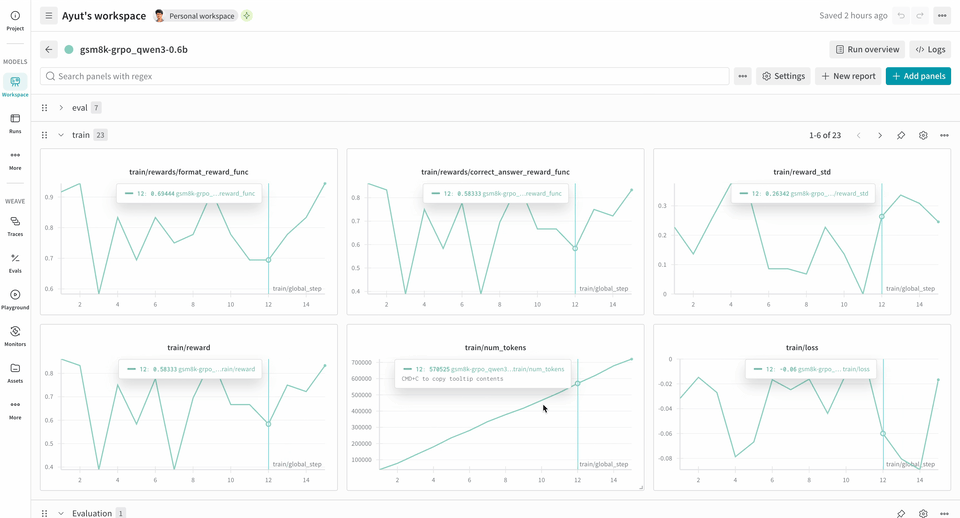 Ayut's workspace
Personal workspace
Saved 2 hours ago
Project
MODELS
Workspace
Runs
More
WEAVE
Traces
Evals
Playground
Monitors
Assets
More
gsm8k-grpo_qwen3-0.6b
Run overview
Logs
Search panels with regex
Settings
New report
Add panels
eval 7
train 23
1-6 of 23
train/rewards/format_reward_func
12: 0.69444 gsm8k-grpo_...reward_func
0.9
0.8
0.7
0.6
2 4 6 8 10 12 14
train/global_step
train/rewards/correct_answer_reward_func
12: 0.58333 gsm8k-grpo_...reward_func
0.8
0.7
0.6
0.5
0.4
2 4 6 8 10 12 14
train/global_step
train/reward_std
12: 0.26342 gsm8k-grpo_.../reward_std
0.3
0.2
0.1
0
2 4 6 8 10 12 14
train/global_step
train/reward
12: 0.58333 gsm8k-grpo_...rain/reward
0.8
0.7
0.6
0.5
0.4
2 4 6 8 10 12 14
train/global_step
train/num_tokens
12: 570525 gsm8k-grpo_qwen3...train/num_tokens
CMD+C to copy tooltip contents
700000
600000
500000
400000
300000
200000
100000
2 4 6 8 10 12 14
train/global_step
train/loss
12: -0.06 gsm8k-grpo_...train/loss
0
-0.02
-0.04
-0.06
-0.08
2 4 6 8 10 12 14
train/global_step
Evaluation 1